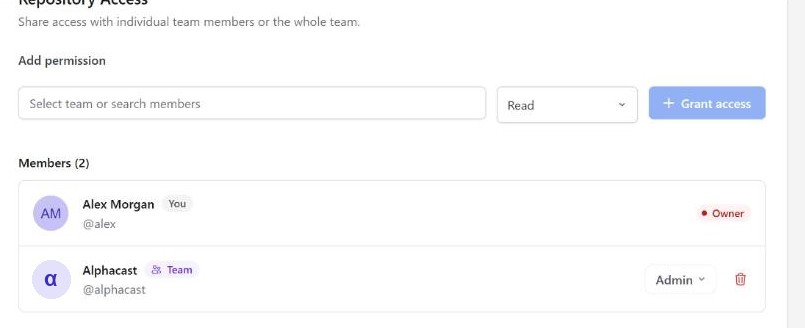 Repository Access
Share access with individual team members or the whole team.
Add permission
Select team or search members
Read
+ Grant access
Members (2)
AM
Alex Morgan You
@alex
Owner
α
Alphacast Team
@alphacast
Admin